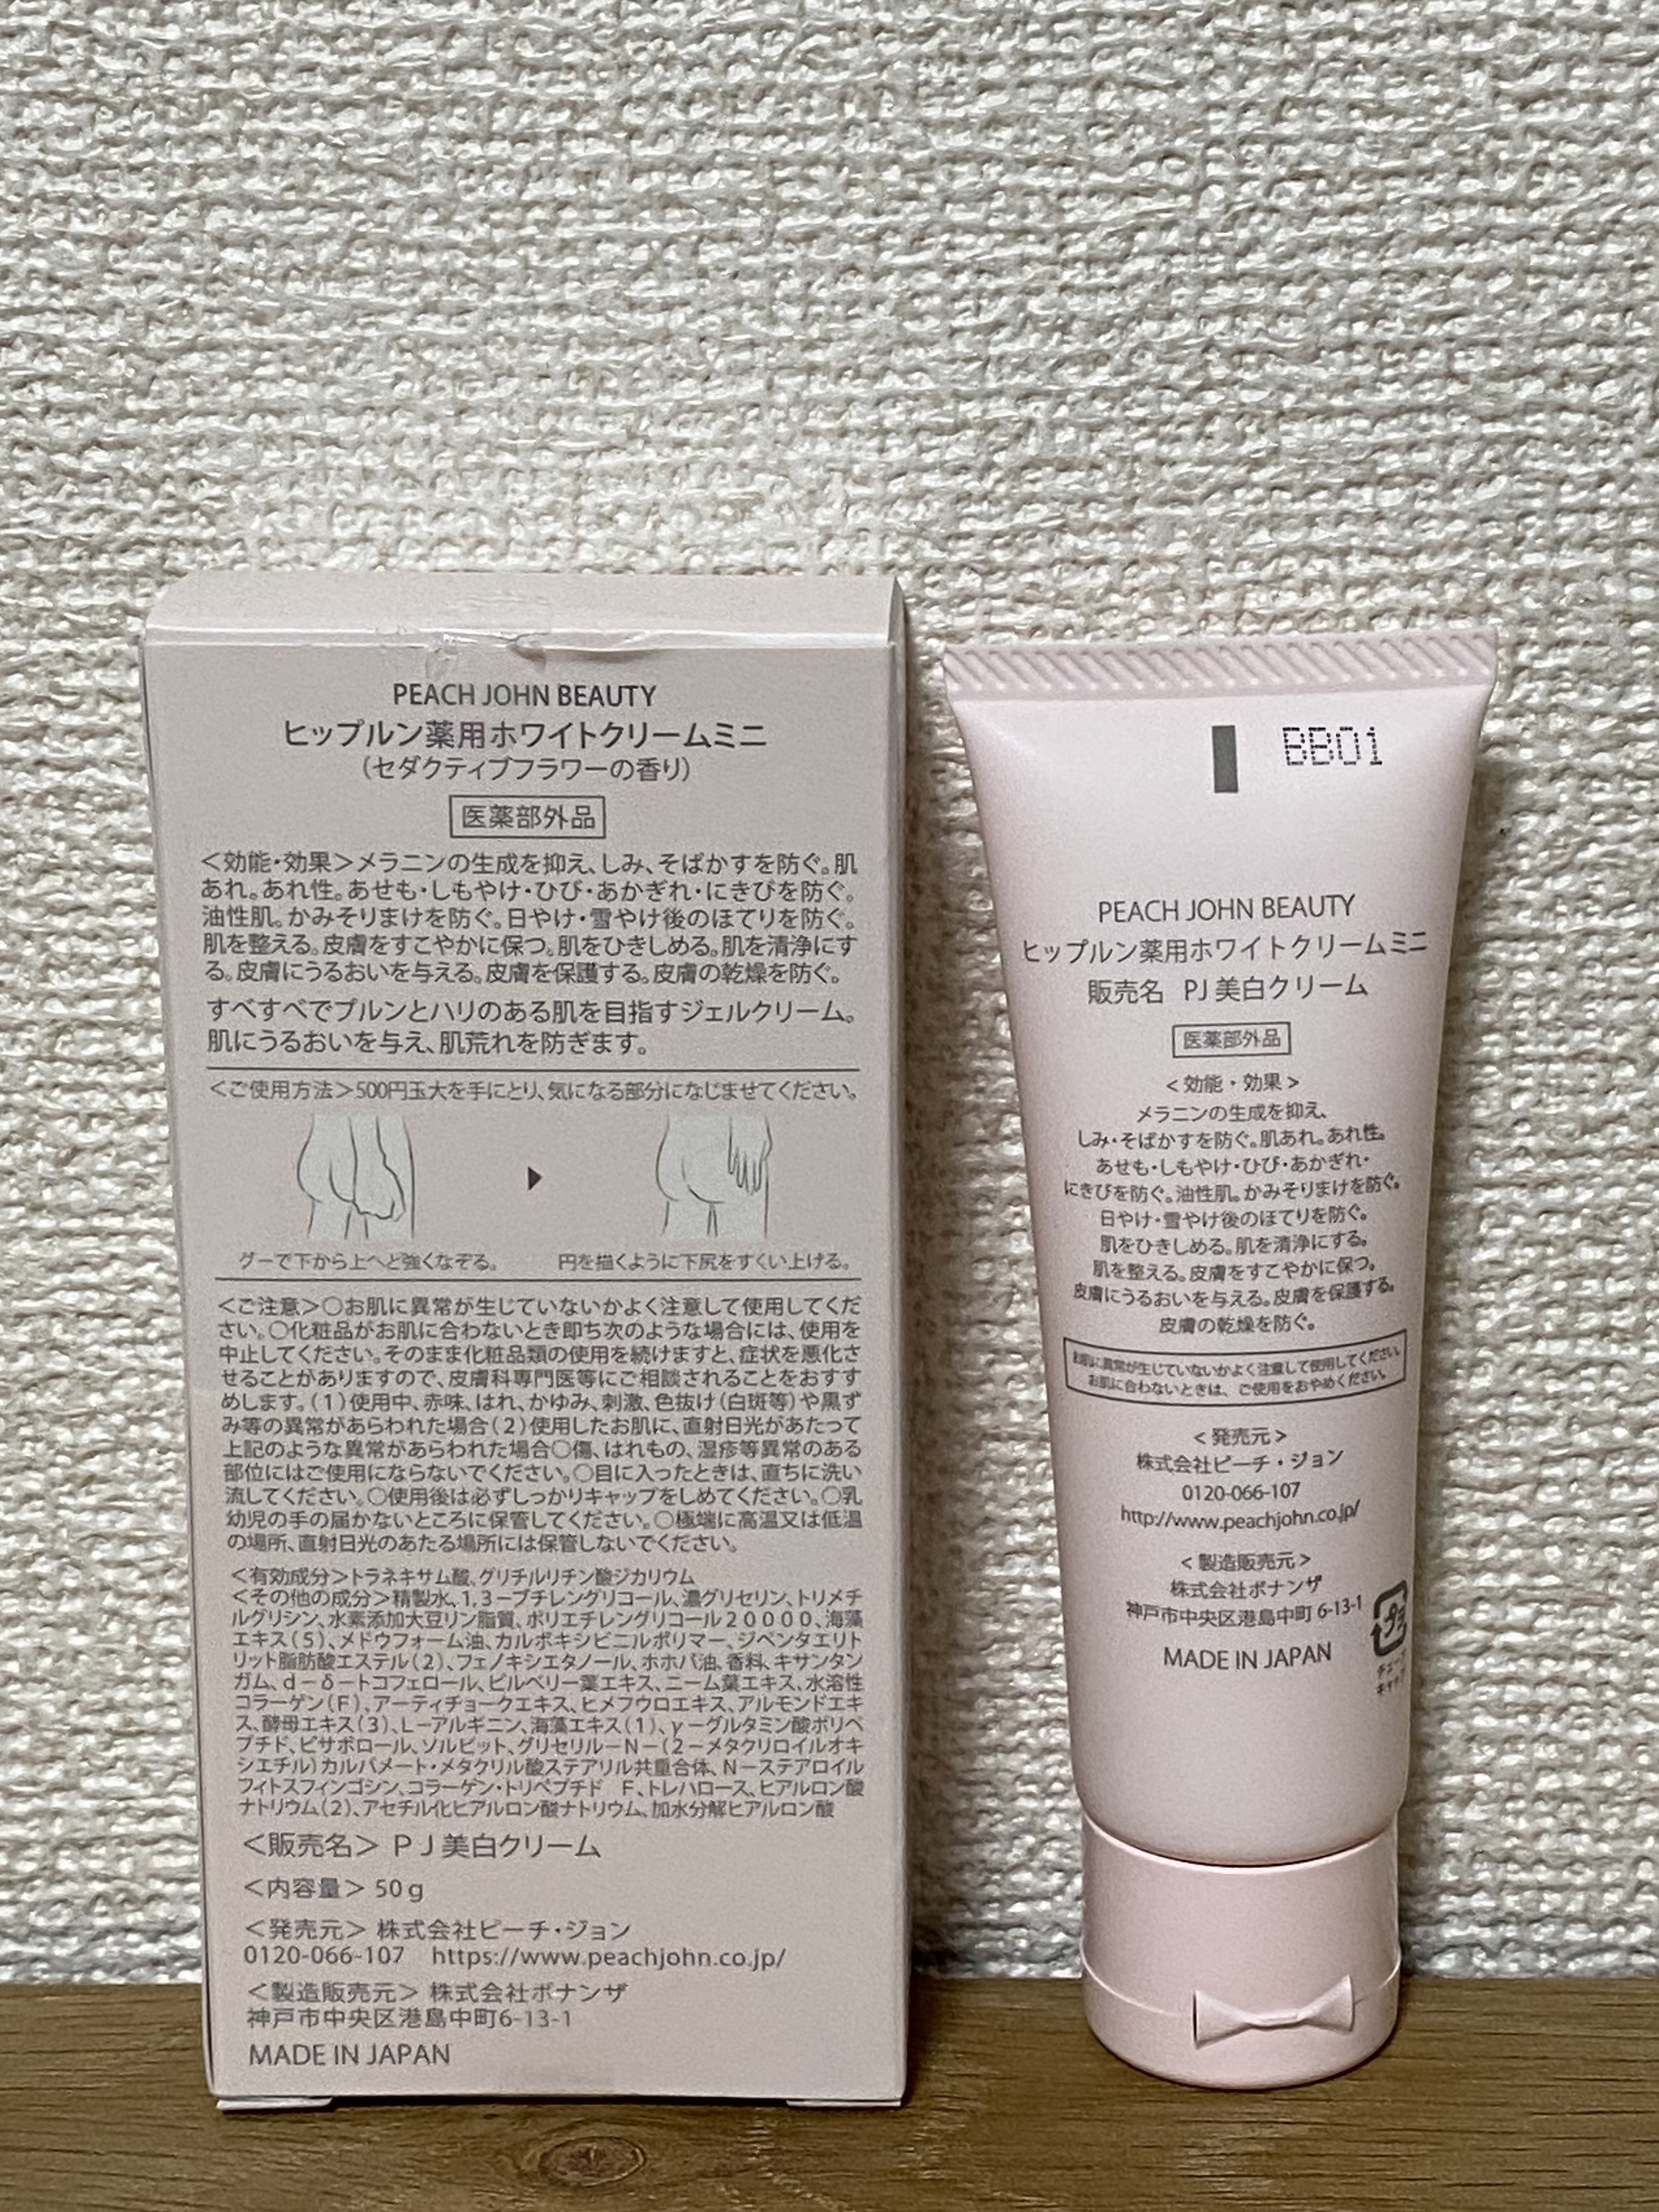 PEACH JOHN BEAUTY
ヒップルン薬用ホワイトクリームミニ
(セダクティブフラワーの香り)
医薬部外品
＜効能・効果＞メラニンの生成を抑え、しみ、そばかすを防ぐ。肌
あれ。あれ性。あせも・しもやけ・ひび・あかぎれ・にきびを防ぐ。
油性肌。かみそりまけを防ぐ。日やけ・雪やけ後のほてりを防ぐ。
肌を整える。皮膚をすこやかに保つ。肌をひきしめる。肌を清浄にす
る。皮膚にうるおいを与える。皮膚を保護する。皮膚の乾燥を防ぐ。
すべすべでプルンとハリのある肌を目指すジェルクリーム。
肌にうるおいを与え、肌荒れを防ぎます。
＜ご使用方法＞500円玉大を手にとり、気になる部分になじませてください。
グーで下から上へと強くなぞる。
円を描くように下尻をすくい上げる。
＜ご注意＞○お肌に異常が生じていないかよく注意して使用してくだ
さい。○化粧品がお肌に合わないとき即ち次のような場合には、使用を
中止してください。そのまま化粧品類の使用を続けますと、症状を悪化さ
せることがありますので、皮膚科専門医等にご相談されることをおすす
めします。(1)使用中、赤味、はれ、かゆみ、刺激、色抜け(白斑等)や黒ず
み等の異常があらわれた場合(2)使用したお肌に、直射日光があたって
上記のような異常があらわれた場合○傷、はれもの、湿疹等異常のある
部位にはご使用にならないでください。○目に入ったときは、直ちに洗い
流してください。○使用後は必ずしっかりキャップをしめてください。○乳
幼児の手の届かないところに保管してください。○極端に高温又は低温
の場所、直射日光のあたる場所には保管しないでください。
＜有効成分＞トラネキサム酸、グリチルリチン酸ジカリウム
＜その他の成分＞精製水、1,3－ブチレングリコール、濃グリセリン、トリメチ
ルグリシン、水素添加大豆リン脂質、ポリエチレングリコール２００００、海藻
エキス(５)、メドウフォーム油、カルボキシビニルポリマー、ジペンタエリト
リット脂肪酸エステル(２)、フェノキシエタノール、ホホバ油、香料、キサンタン
ガム、ｄ－δ－トコフェロール、ビルベリー葉エキス、ニーム葉エキス、水溶性
コラーゲン(Ｆ)、アーティチョークエキス、ヒメフウロエキス、アルモンドエキ
ス、酵母エキス(３)、Ｌ－アルギニン、海藻エキス(１)、γ－グルタミン酸ポリペ
プチド、ビサボロール、ソルビット、グリセリル－Ｎ－(２－メタクリロイルオキ
シエチル)カルバメート・メタクリル酸ステアリル共重合体、Ｎ－ステアロイル
フィトスフィンゴシン、コラーゲン・トリペプチド　Ｆ、トレハロース、ヒアルロン酸
ナトリウム(２)、アセチル化ヒアルロン酸ナトリウム、加水分解ヒアルロン酸
＜販売名＞ ＰＪ美白クリーム
＜内容量＞ 50ｇ
＜発売元＞ 株式会社ピーチ・ジョン
0120-066-107　https://www.peachjohn.co.jp/
＜製造販売元＞ 株式会社ボナンザ
神戸市中央区港島中町6-13-1
MADE IN JAPAN
BB01
PEACH JOHN BEAUTY
ヒップルン薬用ホワイトクリームミニ
販売名　PJ 美白クリーム
医薬部外品
＜効能・効果＞
メラニンの生成を抑え、
しみ・そばかすを防ぐ。肌あれ。あれ性。
あせも・しもやけ・ひび・あかぎれ・
にきびを防ぐ。油性肌。かみそりまけを防ぐ。
日やけ・雪やけ後のほてりを防ぐ。
肌をひきしめる。肌を清浄にする。
肌を整える。皮膚をすこやかに保つ。
皮膚にうるおいを与える。皮膚を保護する。
皮膚の乾燥を防ぐ。
お肌に異常が生じていないかよく注意して使用してください。
お肌に合わないときは、ご使用をおやめください。
＜発売元＞
株式会社ピーチ・ジョン
0120-066-107
http://www.peachjohn.co.jp/
＜製造販売元＞
株式会社ボナンザ
神戸市中央区港島中町 6-13-1
MADE IN JAPAN
プラ